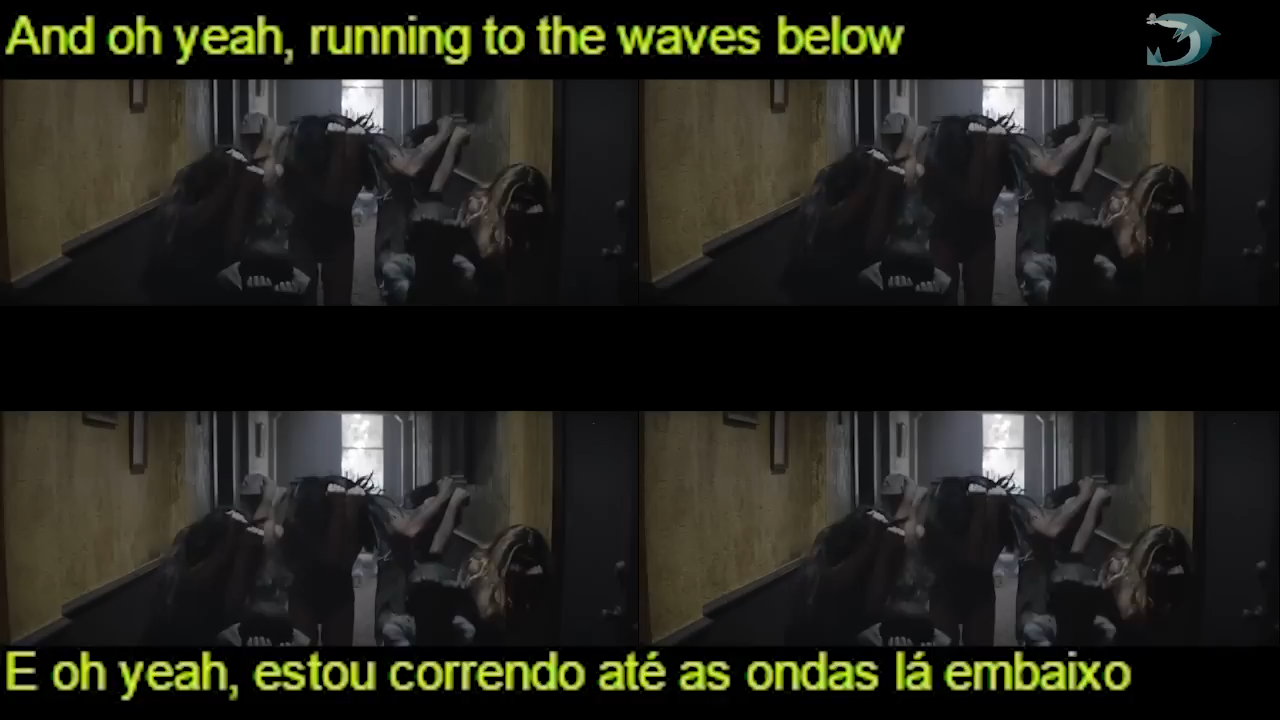 And oh yeah, running to the waves below
E oh yeah, estou correndo até as ondas lá embaixo